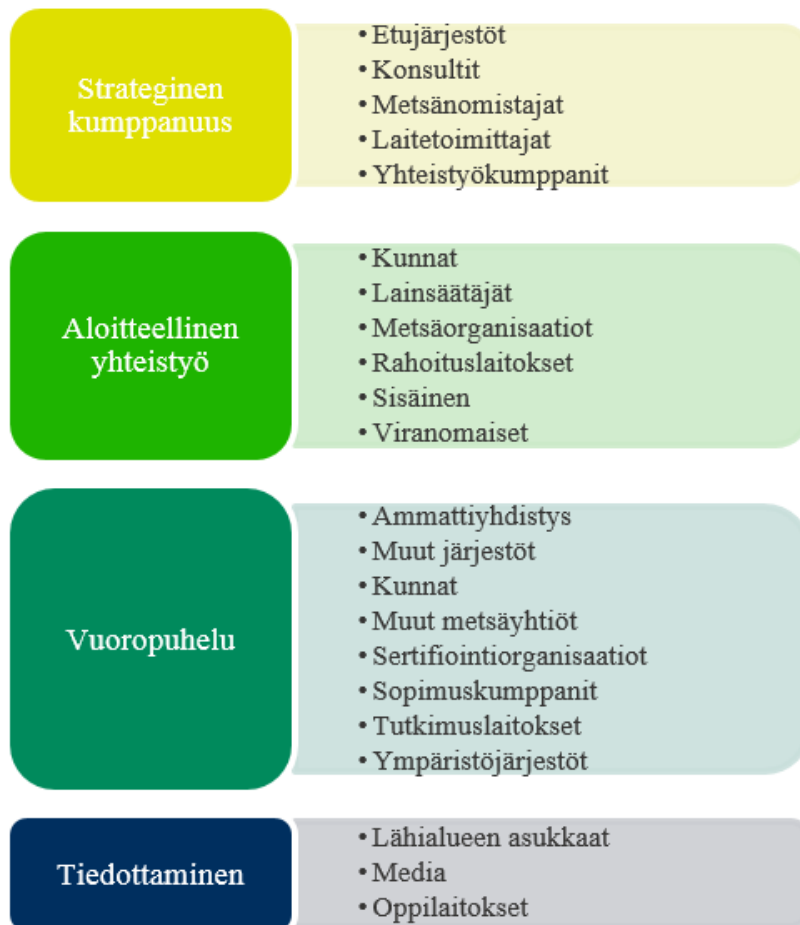 Strateginen
kumppanuus
• Etujärjestöt
• Konsultit
• Metsänomistajat
• Laitetoimittajat
• Yhteistyökumppanit
Aloitteellinen
yhteistyö
• Kunnat
• Lainsäätäjät
• Metsäorganisaatiot
• Rahoituslaitokset
• Sisäinen
• Viranomaiset
Vuoropuhelu
• Ammattiyhdistys
• Muut järjestöt
• Kunnat
• Muut metsäyhtiöt
• Sertifiointiorganisaatiot
• Sopimuskumppanit
• Tutkimuslaitokset
• Ympäristöjärjestöt
Tiedottaminen
• Lähialueen asukkaat
• Media
• Oppilaitokset